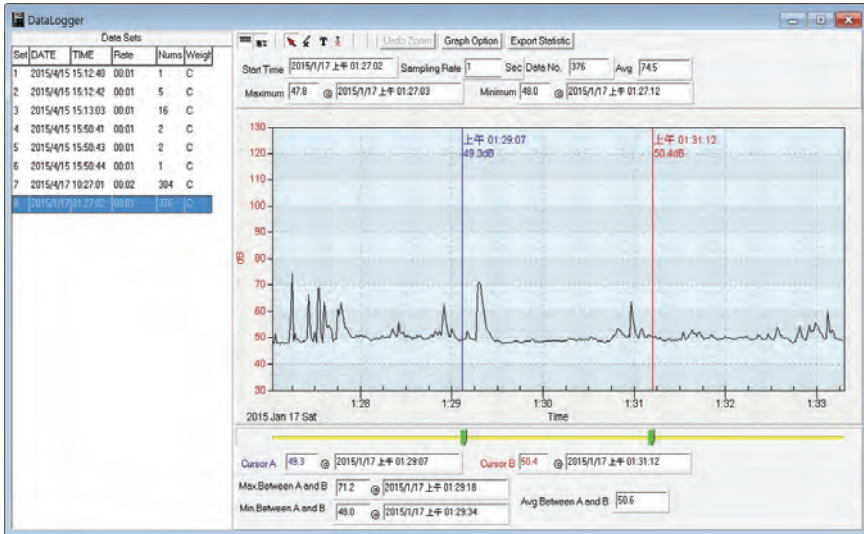 DataLogger
Data Sets
Set DATE TIME Rate Nums Weigh
1 2015/4/15 15:12:40 00:01 1 C
2 2015/4/15 15:12:42 00:01 5 C
3 2015/4/15 15:13:03 00:01 16 C
4 2015/4/15 15:50:41 00:01 2 C
5 2015/4/15 15:50:43 00:01 2 C
6 2015/4/15 15:50:44 00:01 1 C
7 2015/4/17 10:27:01 00:02 304 C
8 2015/1/17 01:27:02 00:01 376 C
T Undo Zoom Graph Option Export Statistic
Start Time 2015/1/17 上午 01:27:02 Sampling Rate 1 Sec Data No. 376 Avg 74.5
Maximum 47.8 @ 2015/1/17 上午 01:27:03 Minimum 48.0 @ 2015/1/17 上午 01:27:12
上午 01:29:07
49.3dB
上午 01:31:12
50.4dB
dB
130
120
110
100
90
80
70
60
50
40
30
1:28 1:29 1:30 1:31 1:32 1:33
2015 Jan 17 Sat Time
Cursor A 49.3 @ 2015/1/17 上午 01:29:07 Cursor B 50.4 @ 2015/1/17 上午 01:31:12
Max.Between A and B 71.2 @ 2015/1/17 上午 01:29:18
Min.Between A and B 48.0 @ 2015/1/17 上午 01:29:34
Avg Between A and B 50.6